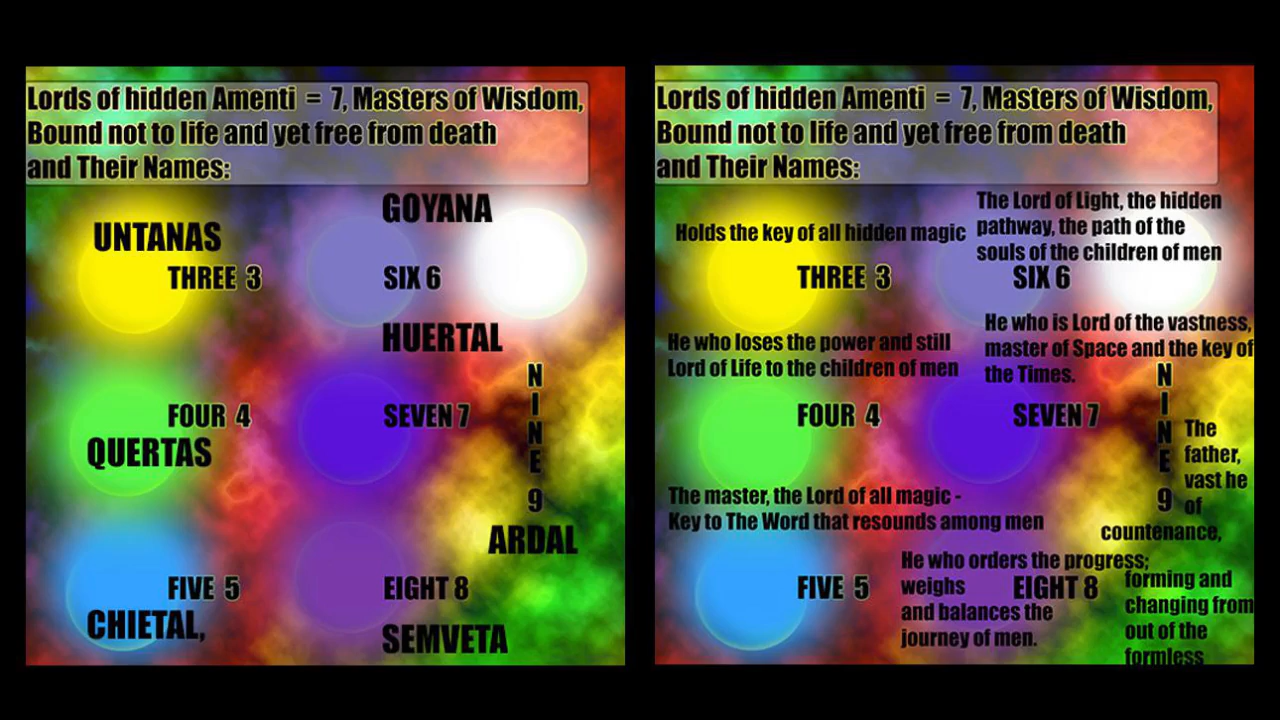 Lords of hidden Amenti = 7, Masters of Wisdom,
Bound not to life and yet free from death
and Their Names:
GOYANA
UNTANAS
THREE 3
SIX 6
HUERTAL
NINE 9
FOUR 4
SEVEN 7
QUERTAS
ARDAL
FIVE 5
EIGHT 8
CHIETAL,
SEMVETA
Lords of hidden Amenti = 7, Masters of Wisdom,
Bound not to life and yet free from death
and Their Names:
Holds the key of all hidden magic
THREE 3
The Lord of Light, the hidden
pathway, the path of the
souls of the children of men
SIX 6
He who loses the power and still
Lord of Life to the children of men
FOUR 4
He who is Lord of the vastness,
master of Space and the key of
the Times.
SEVEN 7
NINE 9
The
father,
vast he
of
countenance,
forming and
changing from
out of the
formless
The master, the Lord of all magic -
Key to The Word that resounds among men
FIVE 5
He who orders the progress;
weighs
and balances the
journey of men.
EIGHT 8